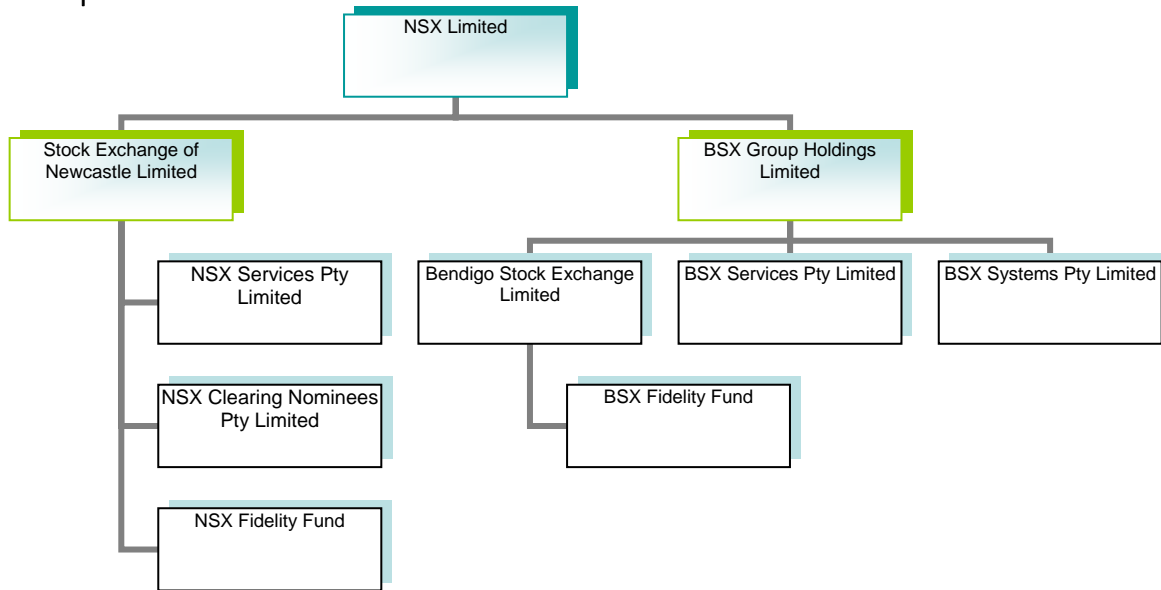 NSX Limited
Stock Exchange of
Newcastle Limited
BSX Group Holdings
Limited
NSX Services Pty
Limited
Bendigo Stock Exchange
Limited
BSX Services Pty Limited
BSX Systems Pty Limited
NSX Clearing Nominees
Pty Limited
BSX Fidelity Fund
NSX Fidelity Fund